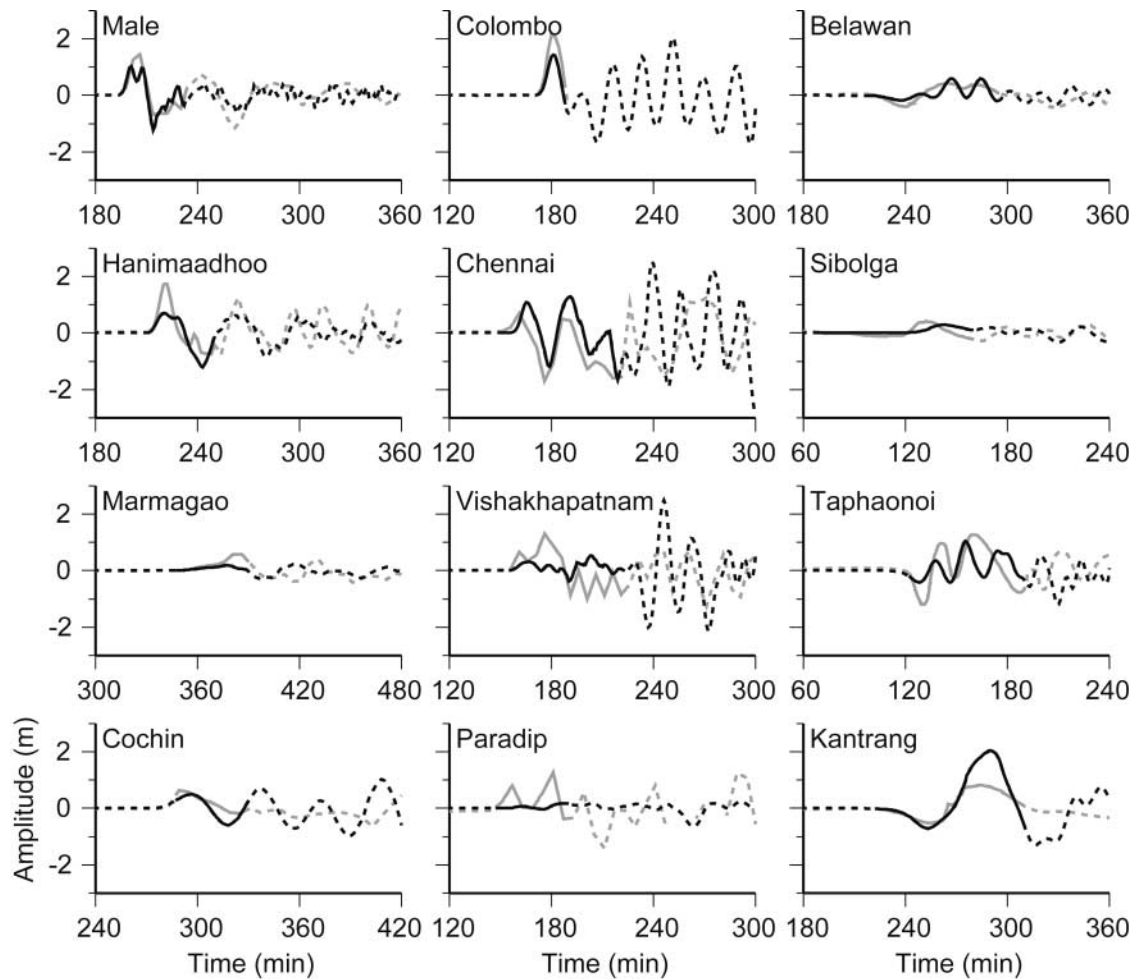 Male
Colombo
Belawan
2
0
-2
180 240 300 360
120 180 240 300
180 240 300 360
Hanimaadhoo
Chennai
Sibolga
2
0
-2
180 240 300 360
120 180 240 300
60 120 180 240
Marmagao
Vishakhapatnam
Taphaonoi
2
0
-2
300 360 420 480
120 180 240 300
60 120 180 240
Cochin
Paradip
Kantrang
2
0
-2
Amplitude (m)
240 300 360 420
120 180 240 300
180 240 300 360
Time (min)
Time (min)
Time (min)